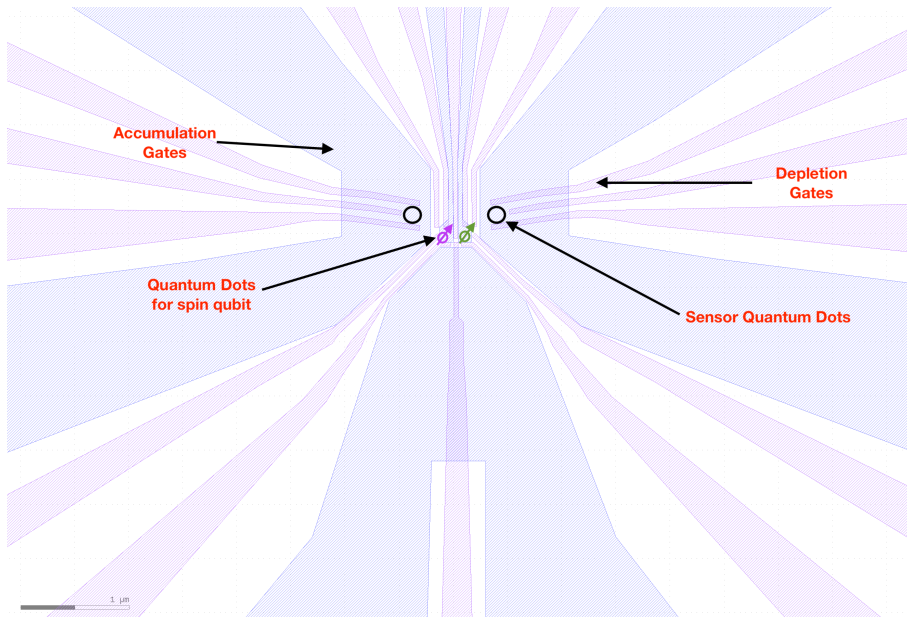 Accumulation
Gates
Depletion
Gates
Quantum Dots
for spin qubit
Sensor Quantum Dots
1 µm